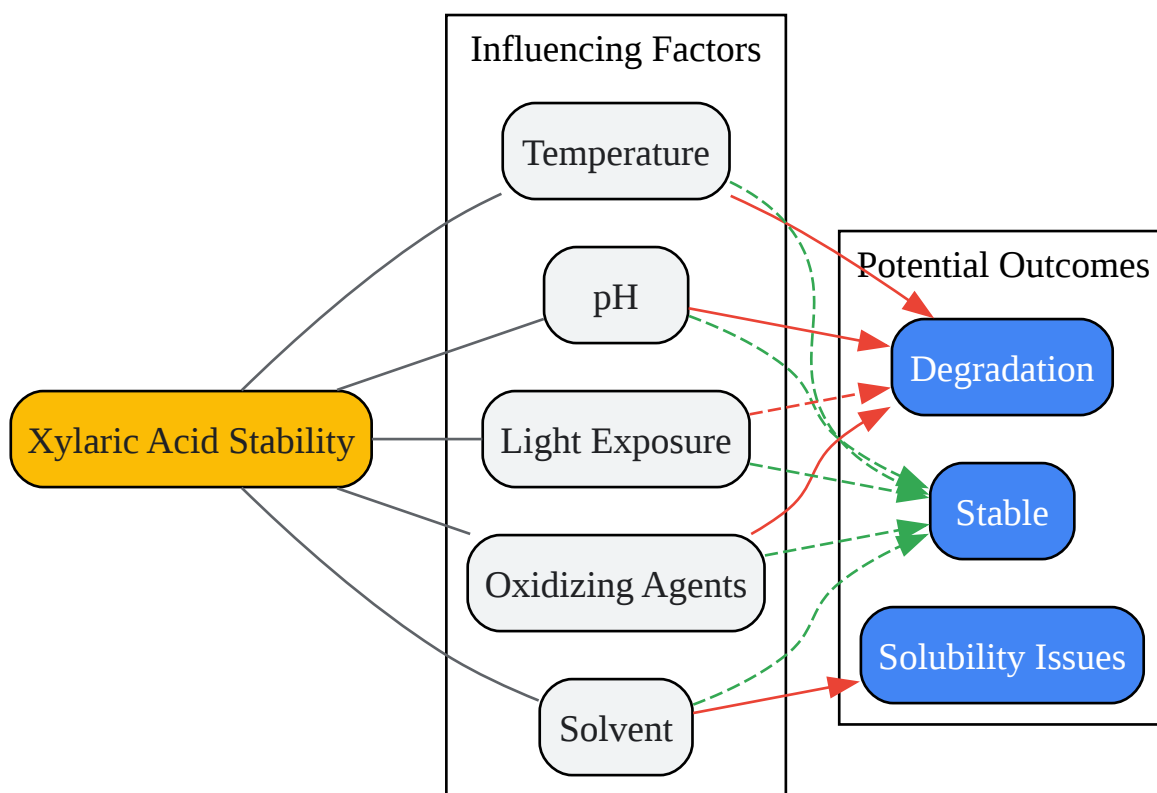 Influencing Factors
Temperature
pH
Light Exposure
Oxidizing Agents
Solvent
Xylaric Acid Stability
Potential Outcomes
Degradation
Stable
Solubility Issues